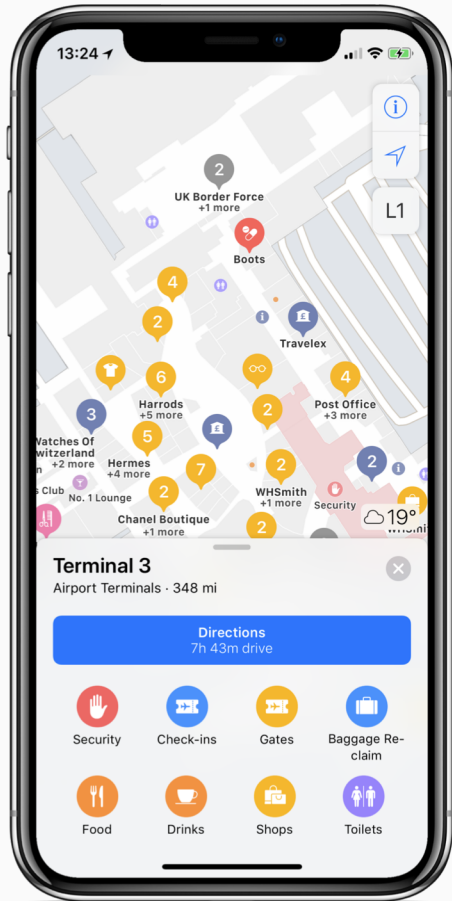 13:24
L1
2
UK Border Force
+1 more
Boots
4
2
i
Travelex
£
6
Harrods
+5 more
4
Post Office
+3 more
3
Watches Of
witzerland
+2 more
n
5
Hermes
+4 more
£
2
7
2
WHSmith
+1 more
2
i
Security
s Club
No. 1 Lounge
2
Chanel Boutique
+1 more
2
19°
Terminal 3
Airport Terminals · 348 mi
Directions
7h 43m drive
Security
Check-ins
Gates
Baggage Re-
claim
Food
Drinks
Shops
Toilets